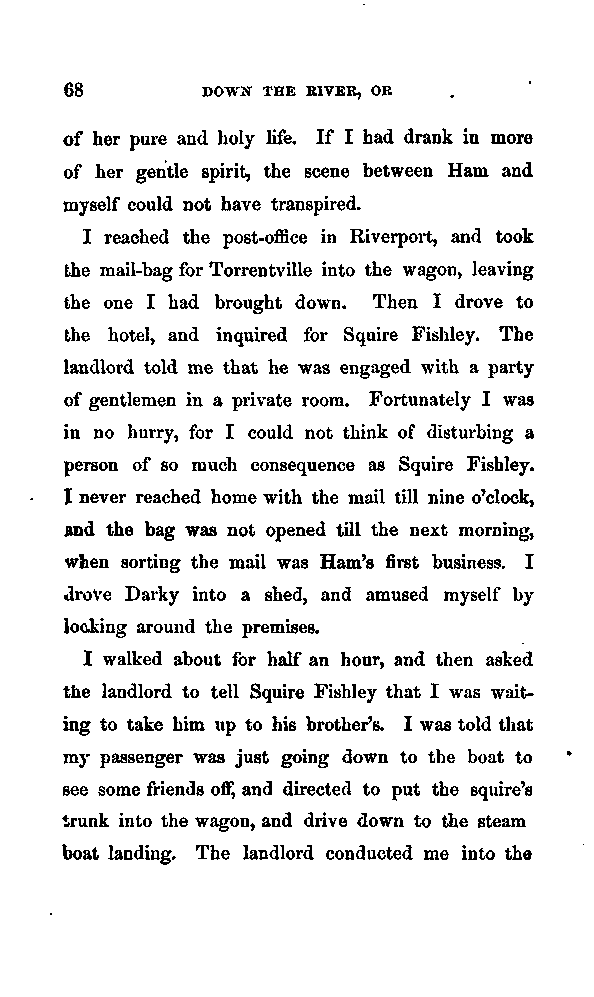 68 DOWN THE RIVER, OR
of her pure and holy life. If I had drank in more
of her gentle spirit, the scene between Ham and
myself could not have transpired.
I reached the post-office in Riverport, and took
the mail-bag for Torrentville into the wagon, leaving
the one I had brought down. Then I drove to
the hotel, and inquired for Squire Fishley. The
landlord told me that he was engaged with a party
of gentlemen in a private room. Fortunately I was
in no hurry, for I could not think of disturbing a
person of so much consequence as Squire Fishley.
I never reached home with the mail till nine o'clock,
and the bag was not opened till the next morning,
when sorting the mail was Ham's first business. I
drove Darky into a shed, and amused myself by
looking around the premises.
I walked about for half an hour, and then asked
the landlord to tell Squire Fishley that I was wait-
ing to take him up to his brother's. I was told that
my passenger was just going down to the boat to
see some friends off, and directed to put the squire's
trunk into the wagon, and drive down to the steam
boat landing. The landlord conducted me into the